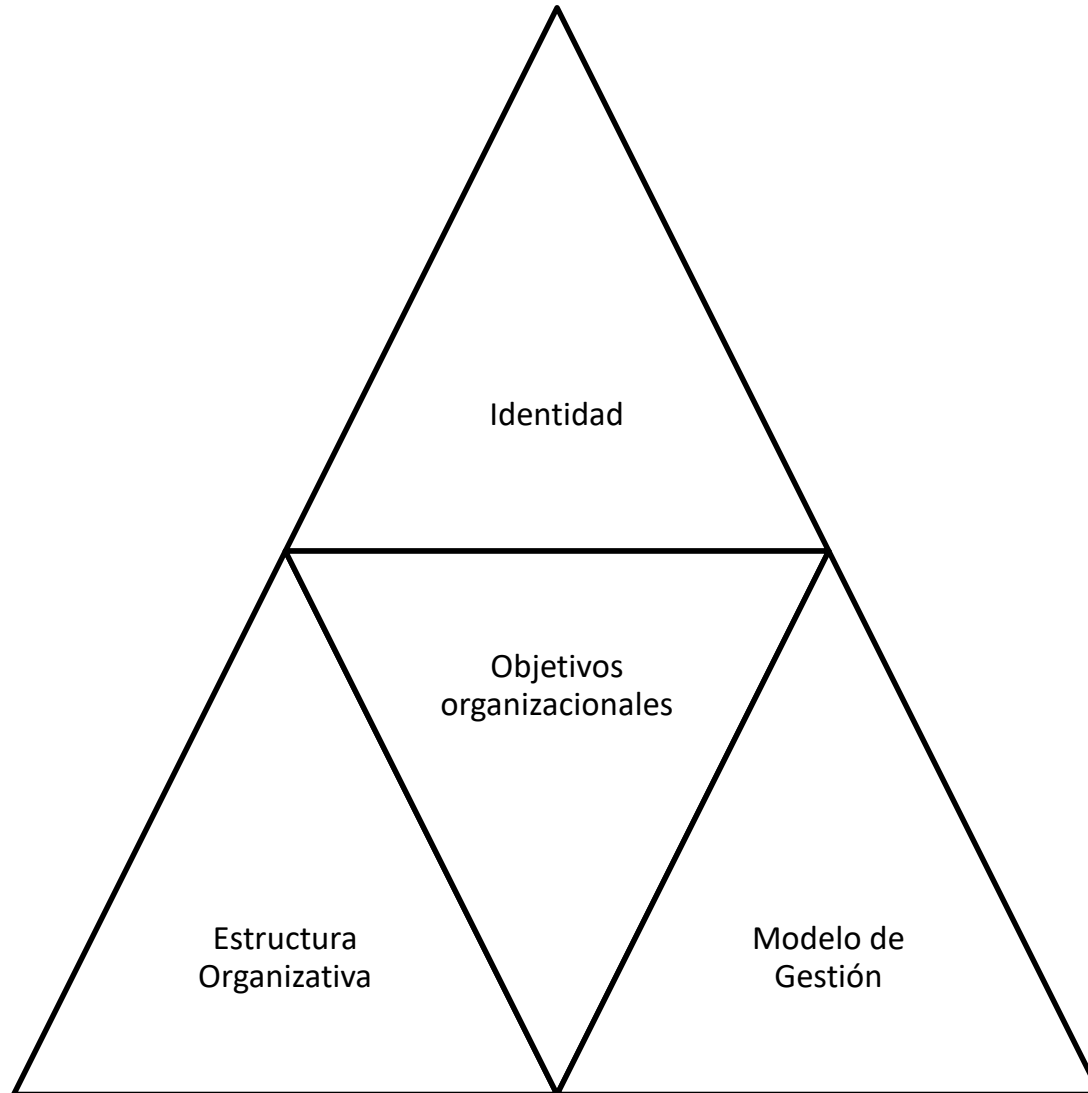 Identidad
Objetivos
organizacionales
Estructura
Organizativa
Modelo de
Gestión